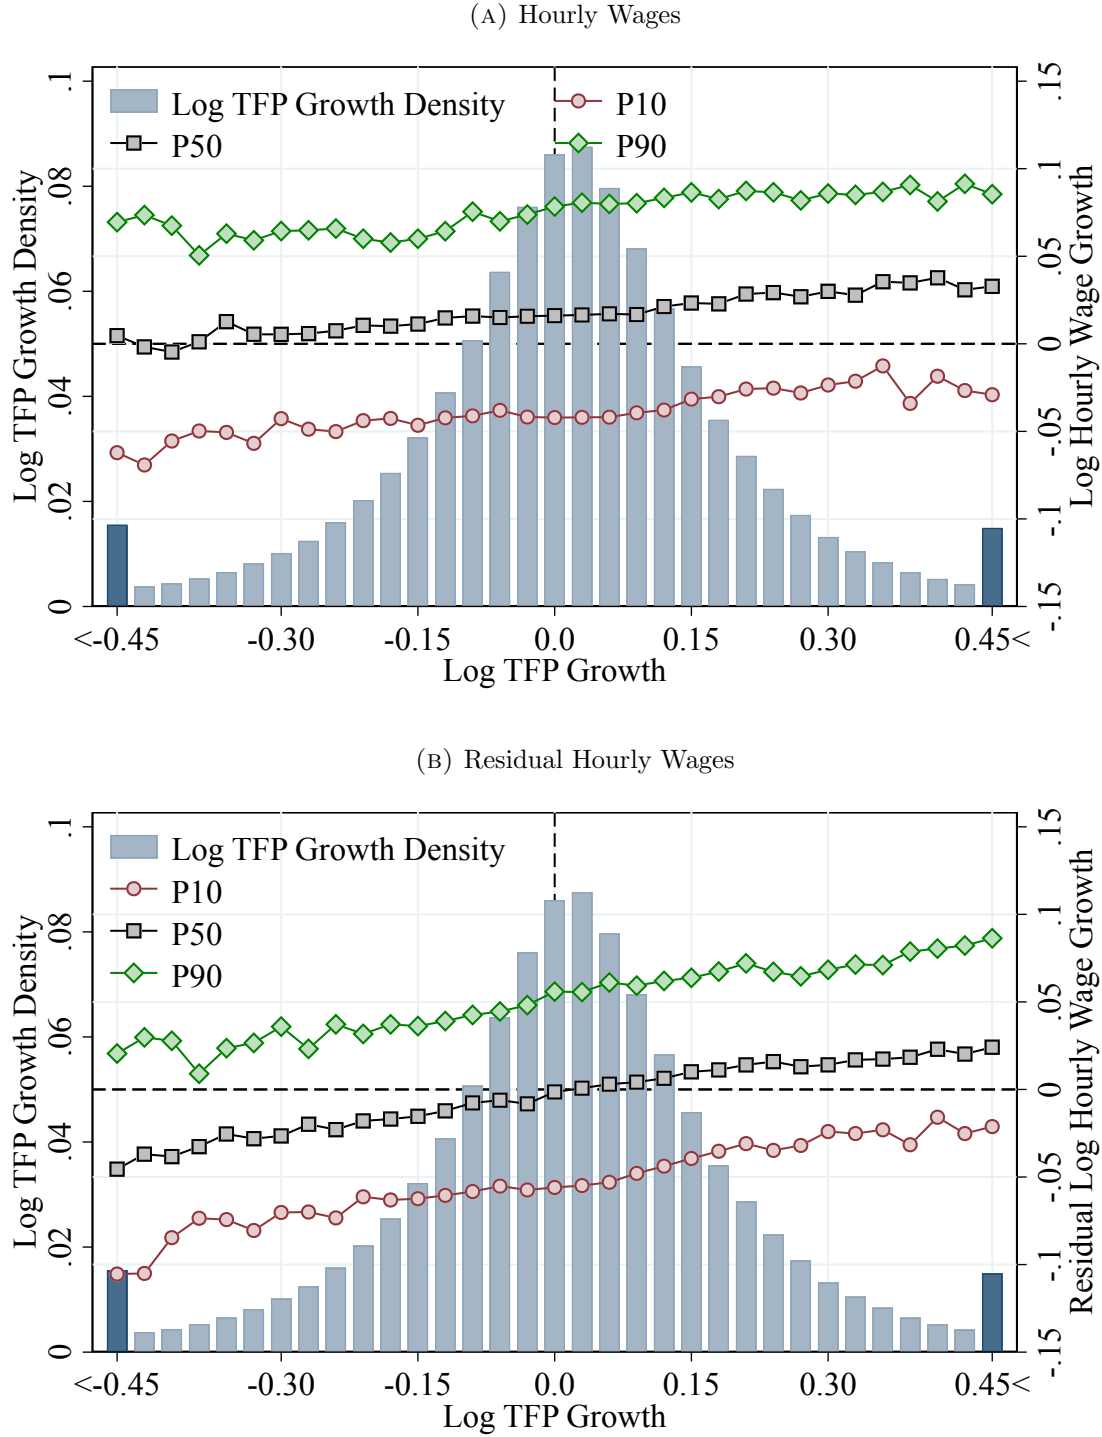 (A) Hourly Wages
Log TFP Growth Density
P10
P50
P90
.1
.08
.06
.04
.02
0
Log TFP Growth Density
.15
.1
.05
0
-.05
-.1
-.15
Log Hourly Wage Growth
<-0.45
-0.30
-0.15
0.0
0.15
0.30
0.45<
Log TFP Growth
(B) Residual Hourly Wages
Log TFP Growth Density
P10
P50
P90
.1
.08
.06
.04
.02
0
Log TFP Growth Density
.15
.1
.05
0
-.05
-.1
-.15
Residual Log Hourly Wage Growth
<-0.45
-0.30
-0.15
0.0
0.15
0.30
0.45<
Log TFP Growth